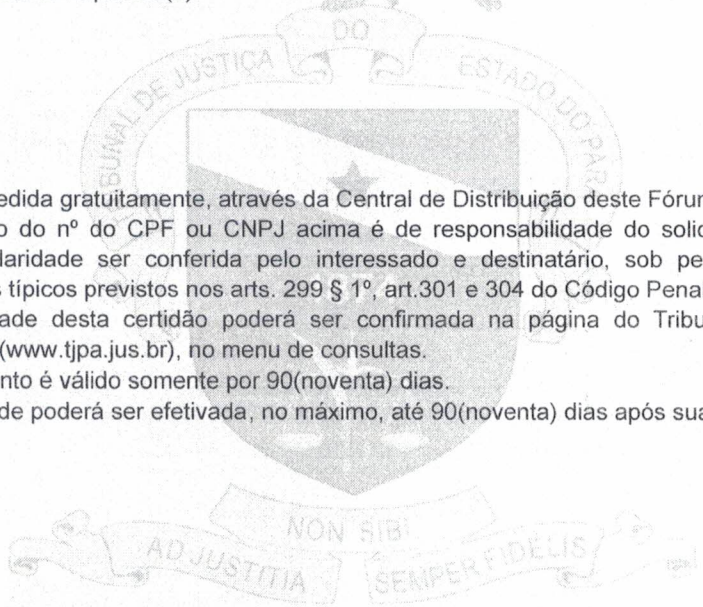 DO
TRIBUNAL DE JUSTIÇA
ESTADO DO PARÁ
edida gratuitamente, através da Central de Distribuição deste Fórum
o do nº do CPF ou CNPJ acima é de responsabilidade do solic
laridade ser conferida pelo interessado e destinatário, sob pe
s típicos previstos nos arts. 299 § 1º, art.301 e 304 do Código Pena
ade desta certidão poderá ser confirmada na página do Tribu
(www.tjpa.jus.br), no menu de consultas.
nto é válido somente por 90(noventa) dias.
de poderá ser efetivada, no máximo, até 90(noventa) dias após sua
NON SIBI
AD JUSTITIA
SEMPER FIDELIS